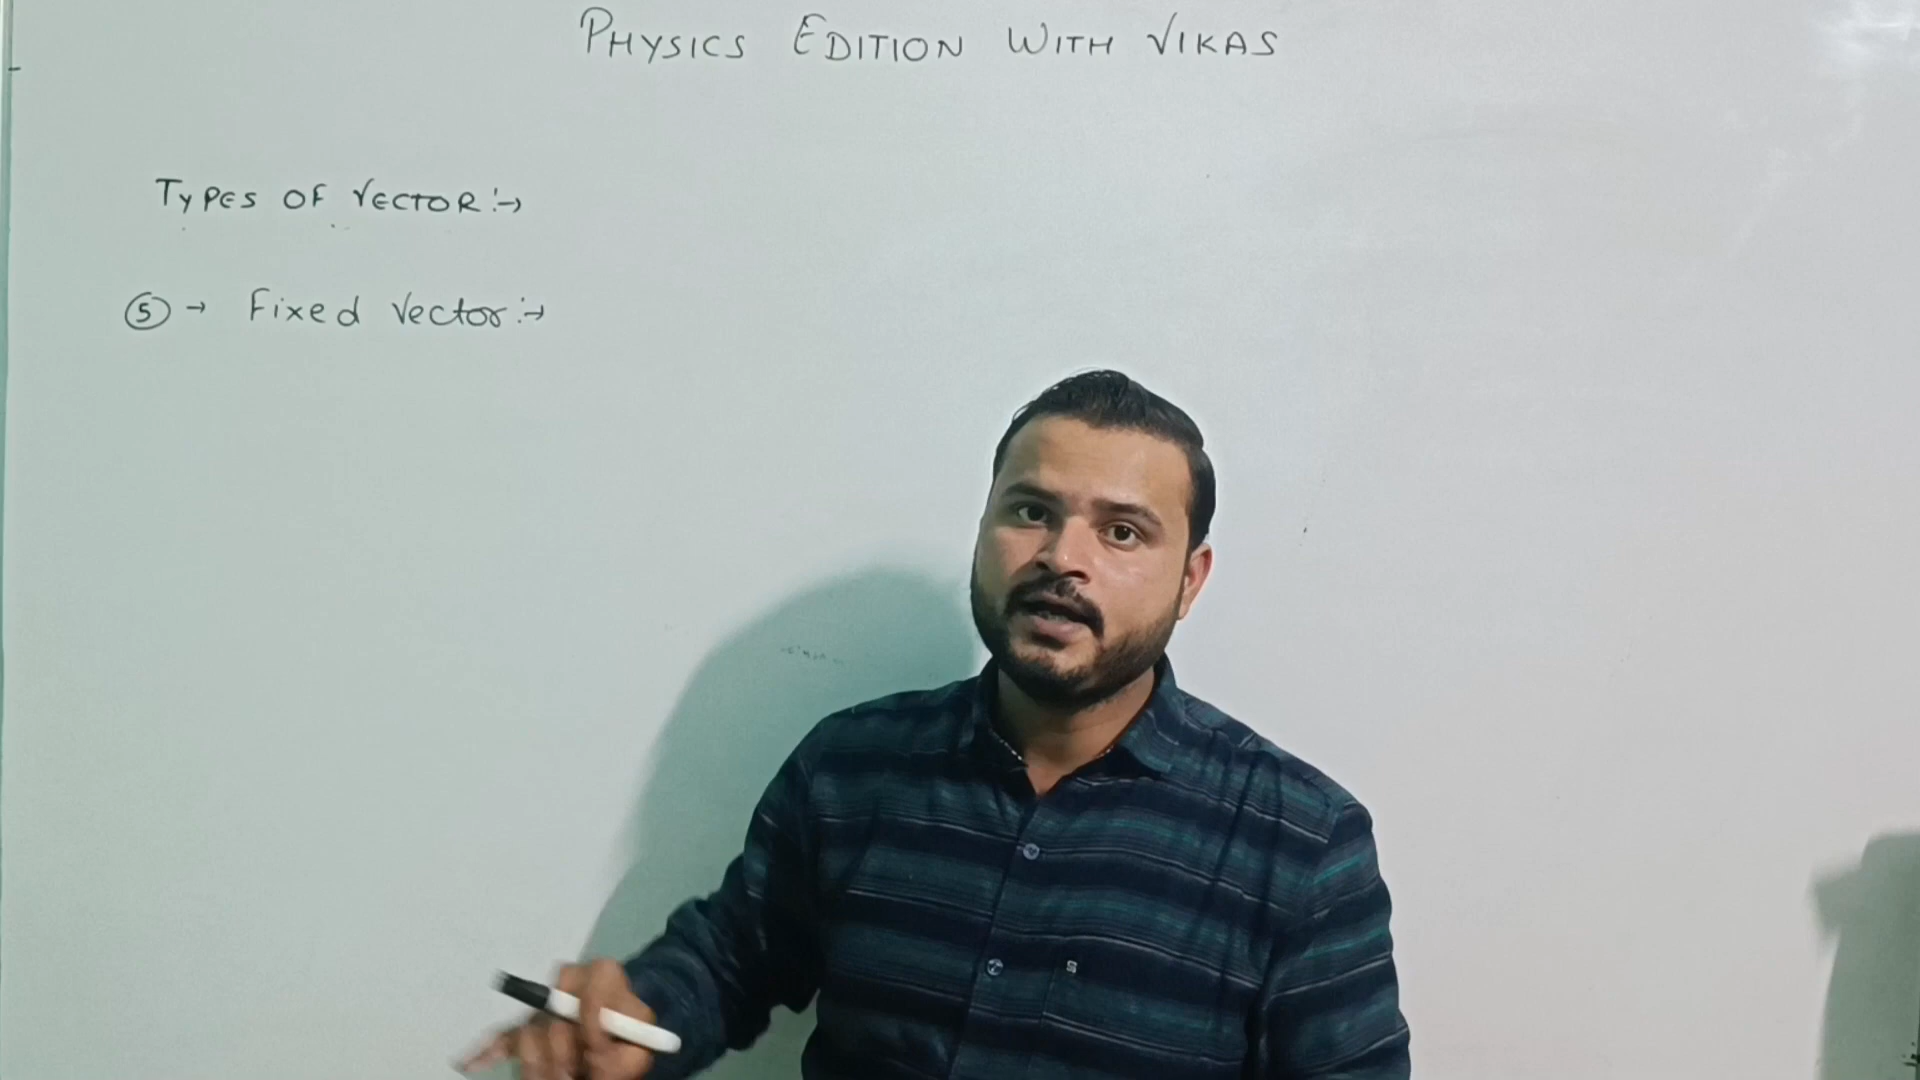 PHYSICS EDITION WITH VIKAS
TYPES OF VECTOR :→
⑤ → Fixed Vector :→